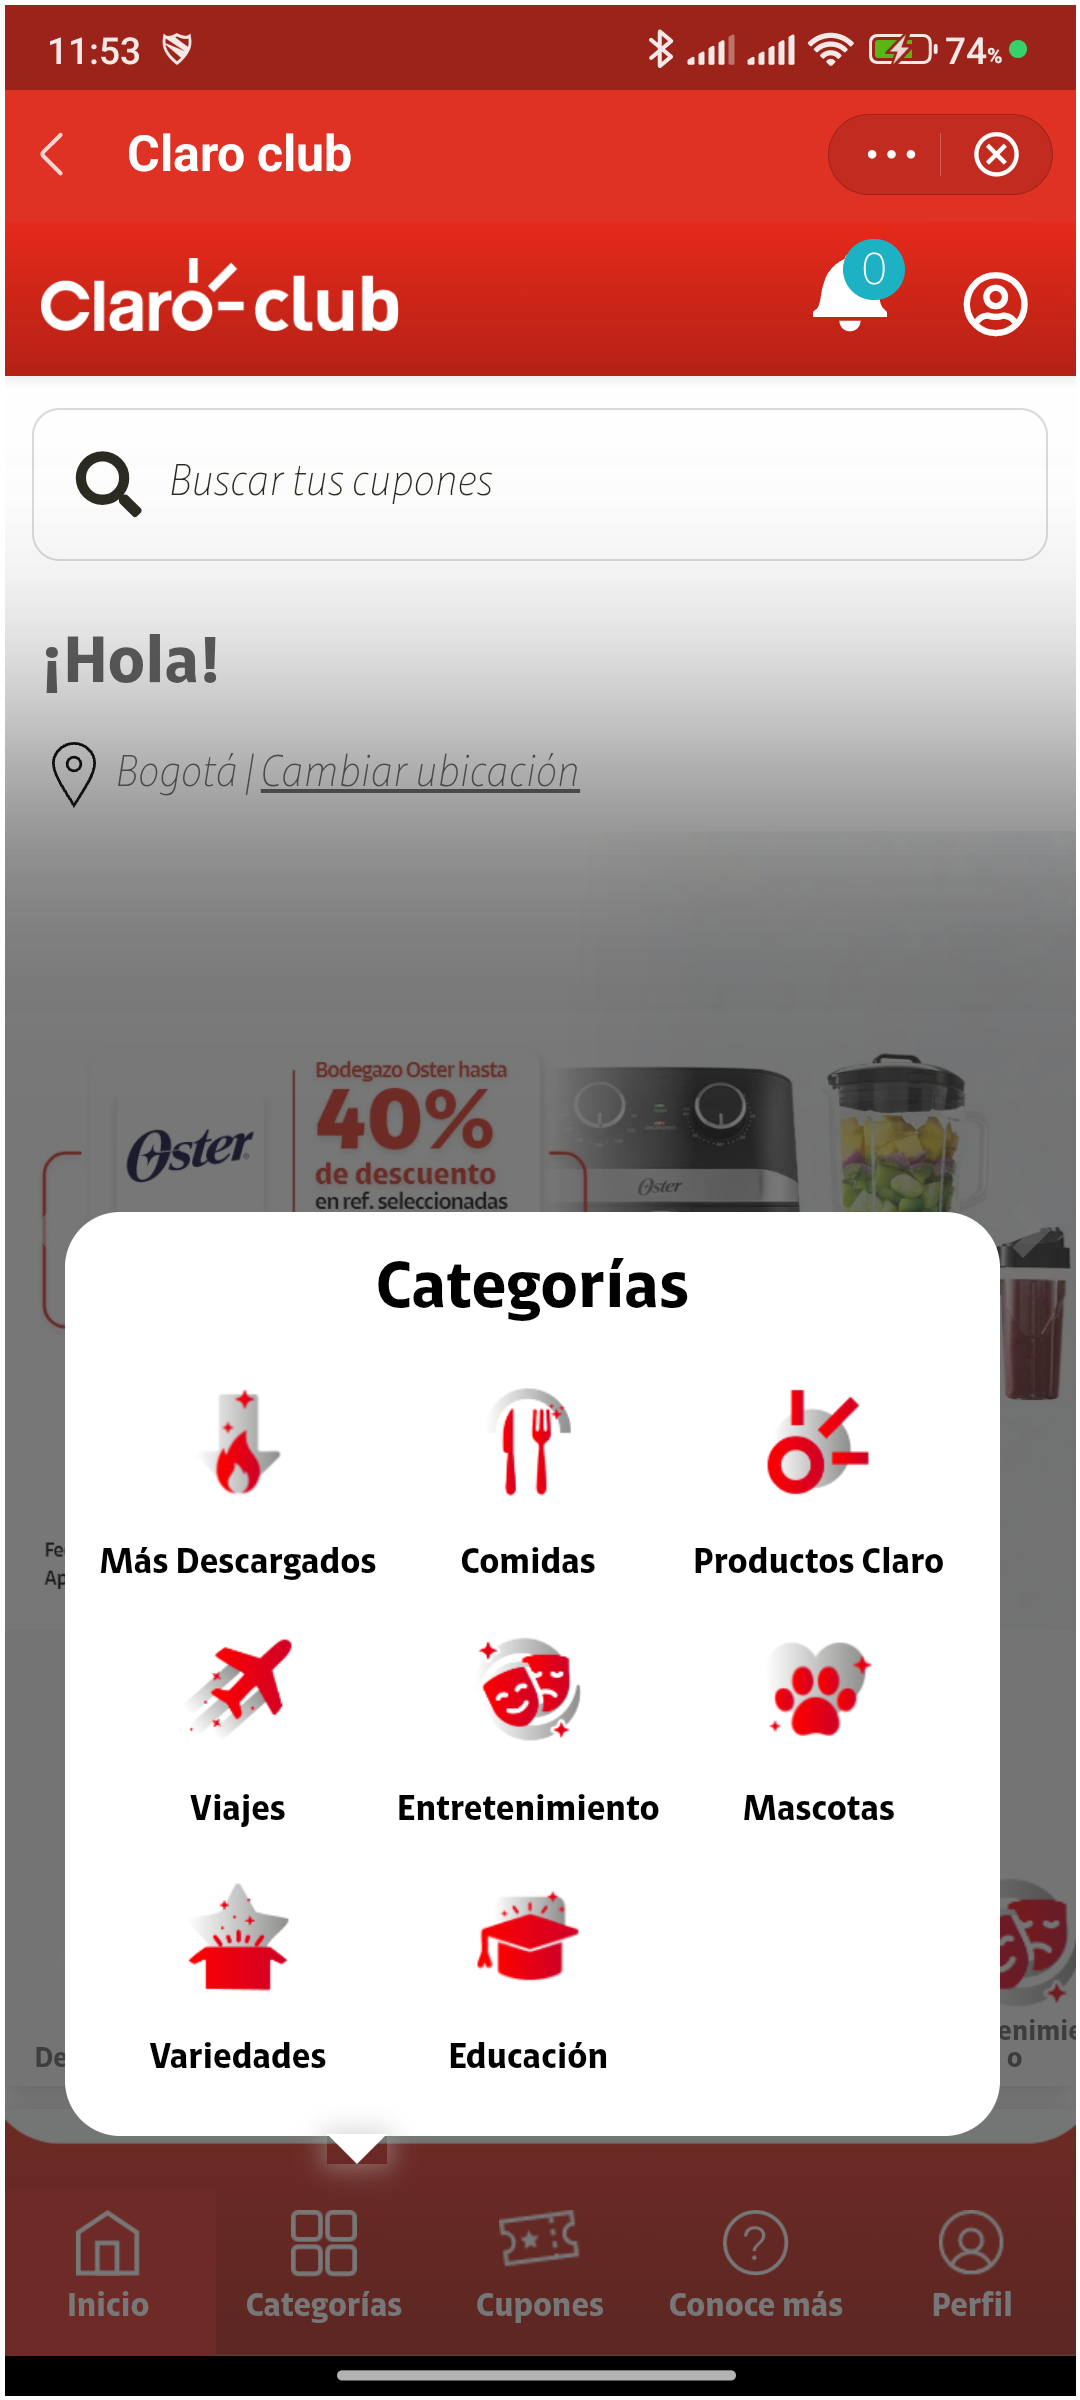 11:53
74%
Claro club
Claro-club
0
Buscar tus cupones
¡Hola!
Bogotá | Cambiar ubicación
Bodegazo Oster hasta
40%
Oster
de descuento
en ref. seleccionadas
Oster
Categorías
Más Descargados
Comidas
Productos Claro
Viajes
Entretenimiento
Mascotas
Variedades
Educación
Inicio
Categorías
Cupones
Conoce más
Perfil